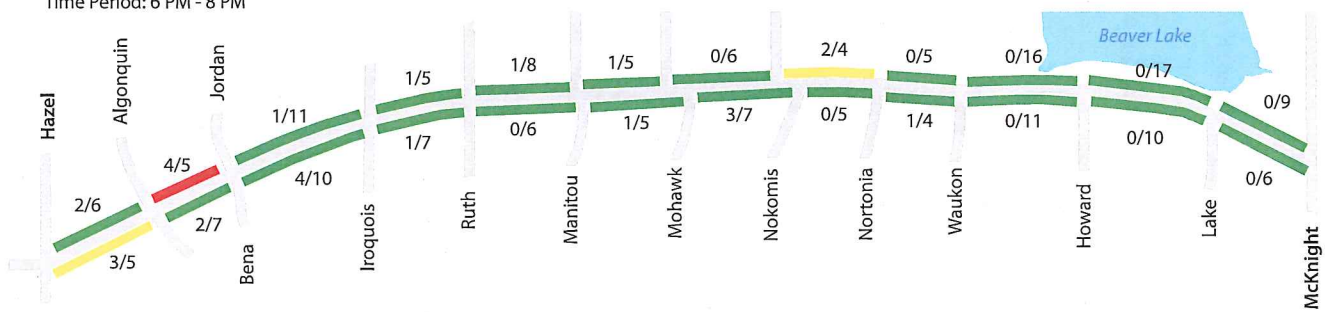 Time Period: 6 PM - 8 PM
Beaver Lake
Hazel
Algonquin
Jordan
2/6
4/5
1/11
1/5
1/8
1/5
0/6
2/4
0/5
0/16
0/17
0/9
3/5
2/7
4/10
1/7
0/6
1/5
3/7
0/5
1/4
0/11
0/10
0/6
Bena
Iroquois
Ruth
Manitou
Mohawk
Nokomis
Nortonia
Waukon
Howard
Lake
McKnight